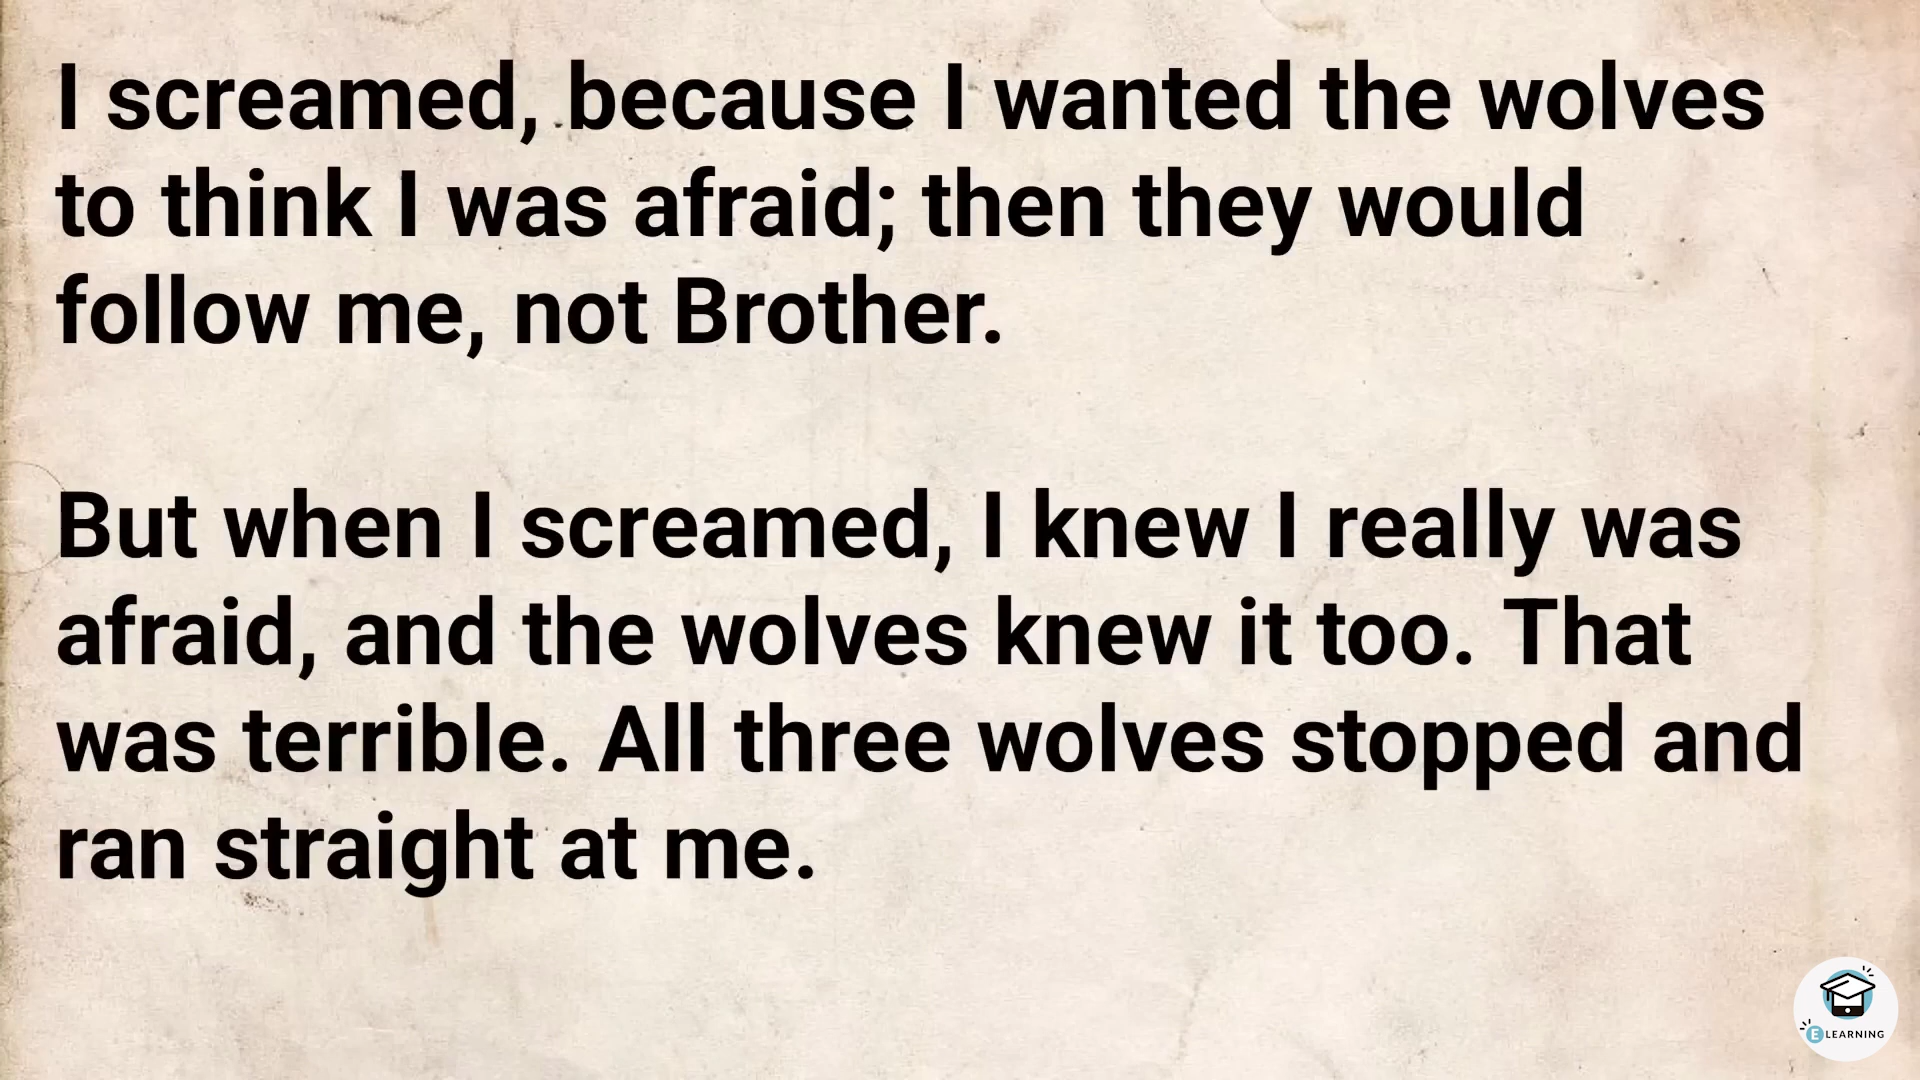 I screamed, because I wanted the wolves
to think I was afraid; then they would
follow me, not Brother.
But when I screamed, I knew I really was
afraid, and the wolves knew it too. That
was terrible. All three wolves stopped and
ran straight at me.
E LEARNING